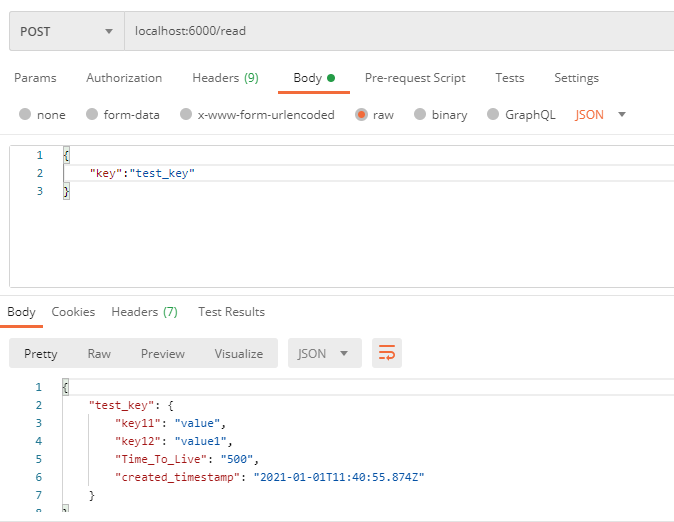 POST localhost:6000/read
Params Authorization Headers (9) Body Pre-request Script Tests Settings
none form-data x-www-form-urlencoded raw binary GraphQL JSON
1 {
2 "key":"test_key"
3 }
Body Cookies Headers (7) Test Results
Pretty Raw Preview Visualize JSON
1 {
2 "test_key": {
3 "key11": "value",
4 "key12": "value1",
5 "Time_To_Live": "500",
6 "created_timestamp": "2021-01-01T11:40:55.874Z"
7 }
8 }